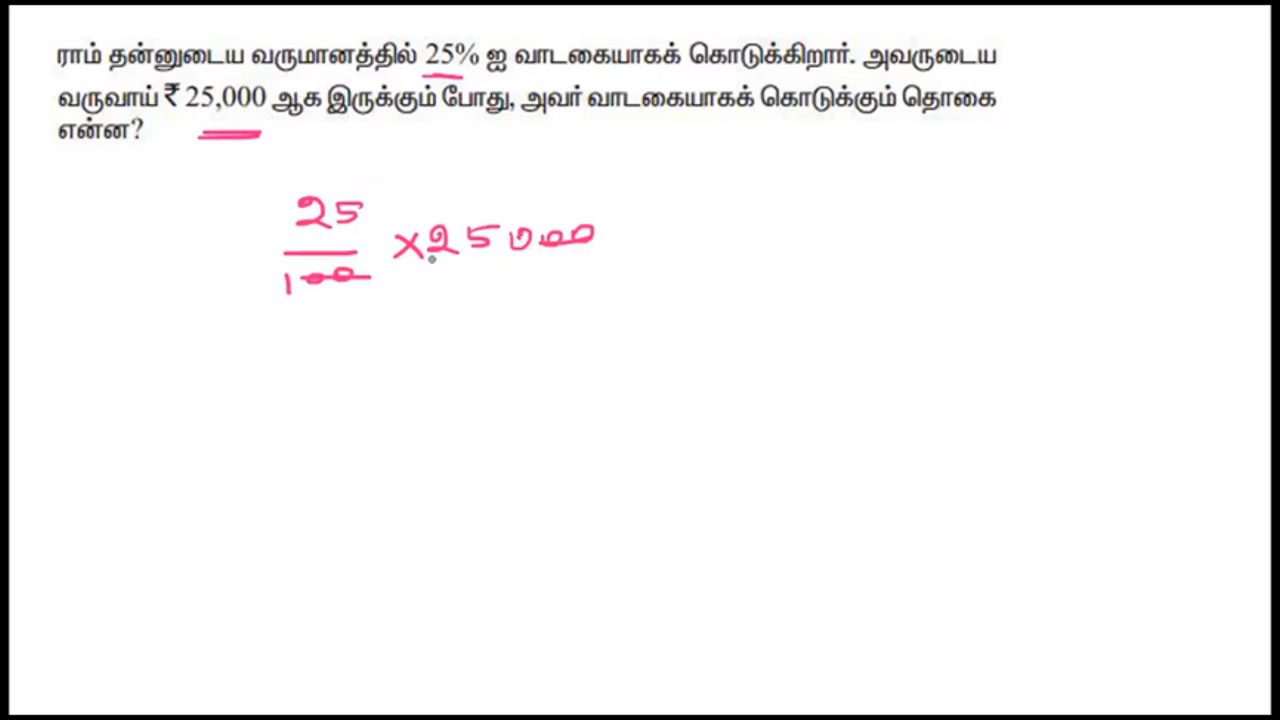 ராம் தன்னுடைய வருமானத்தில் 25% ஐ வாடகையாகக் கொடுக்கிறார். அவருடைய
வருவாய் ₹ 25,000 ஆக இருக்கும் போது, அவர் வாடகையாகக் கொடுக்கும் தொகை
என்ன?
25
100
×25000